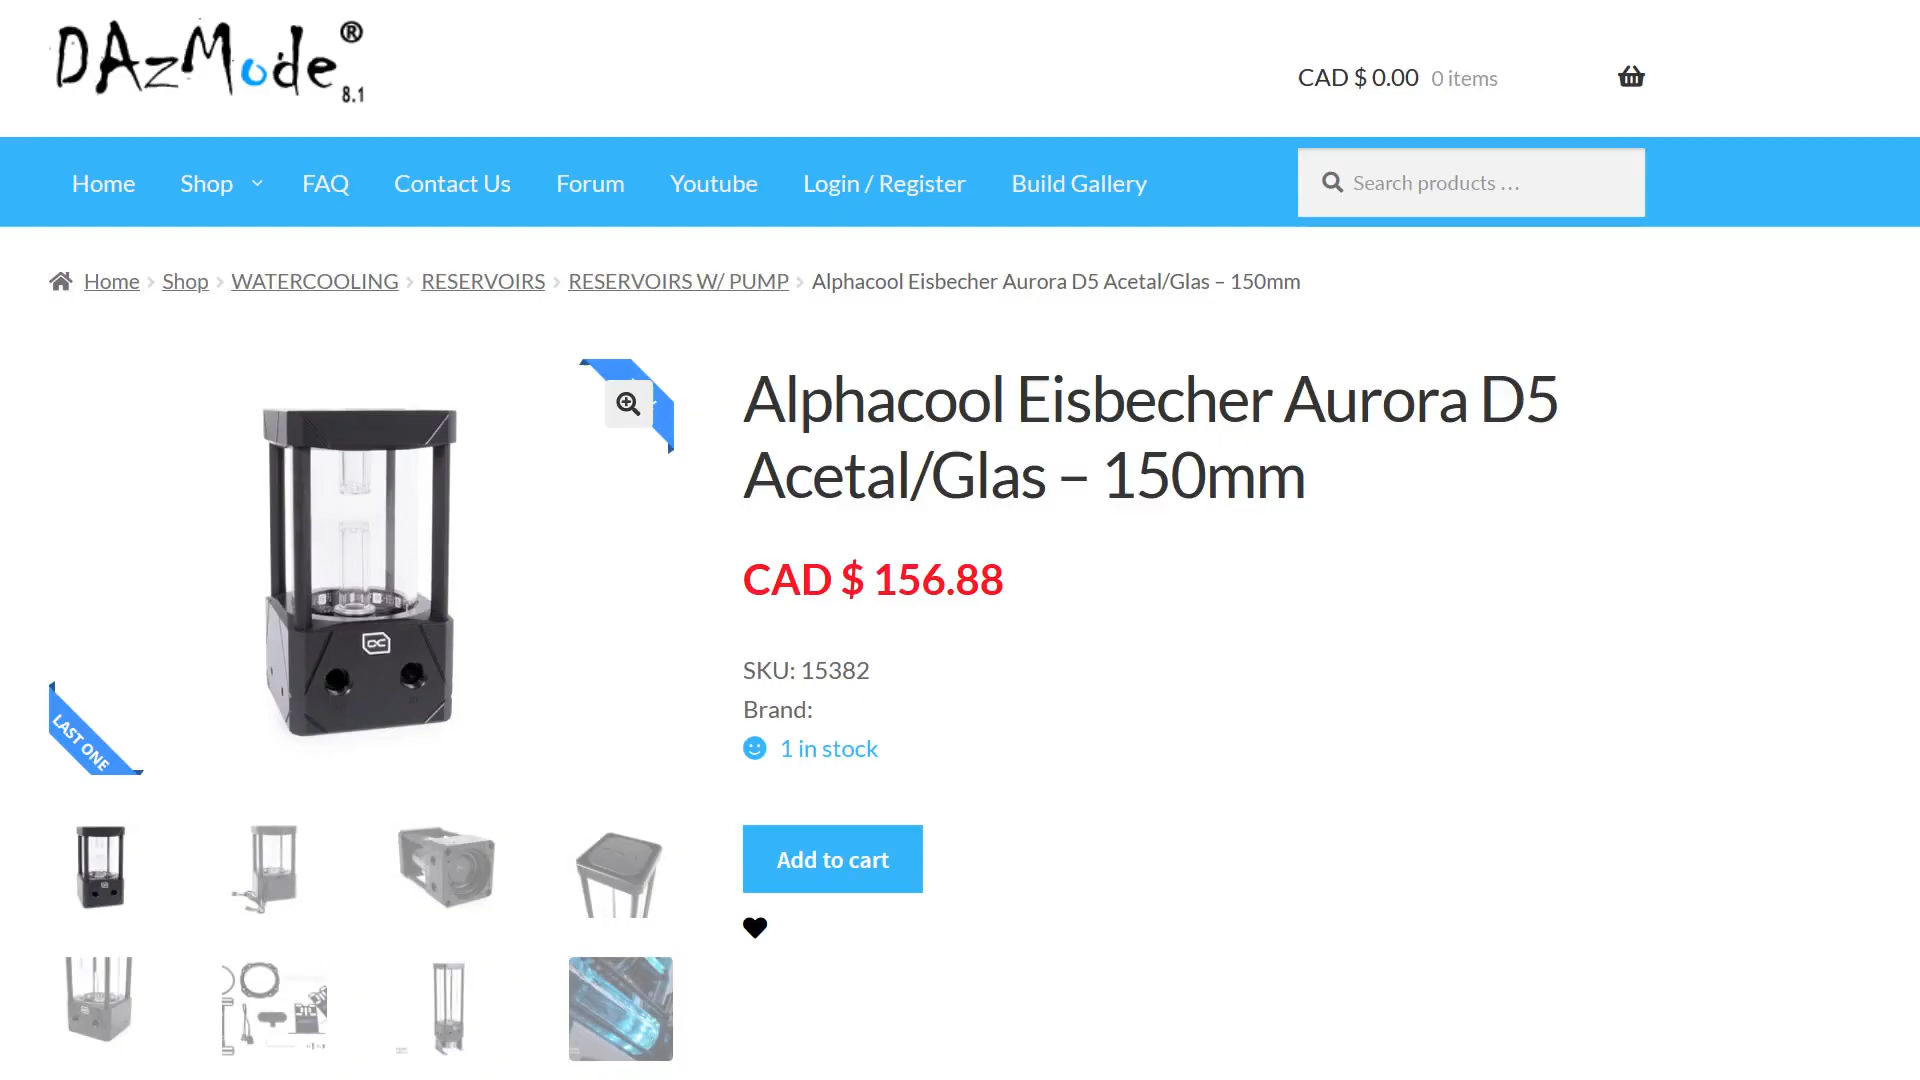 DAzMode®
8.1
CAD $ 0.00 0 items
Home Shop FAQ Contact Us Forum Youtube Login / Register Build Gallery
Search products …
Home Shop WATERCOOLING RESERVOIRS RESERVOIRS W/ PUMP Alphacool Eisbecher Aurora D5 Acetal/Glas – 150mm
Alphacool Eisbecher Aurora D5
Acetal/Glas – 150mm
CAD $ 156.88
SKU: 15382
Brand:
1 in stock
LAST ONE
Add to cart